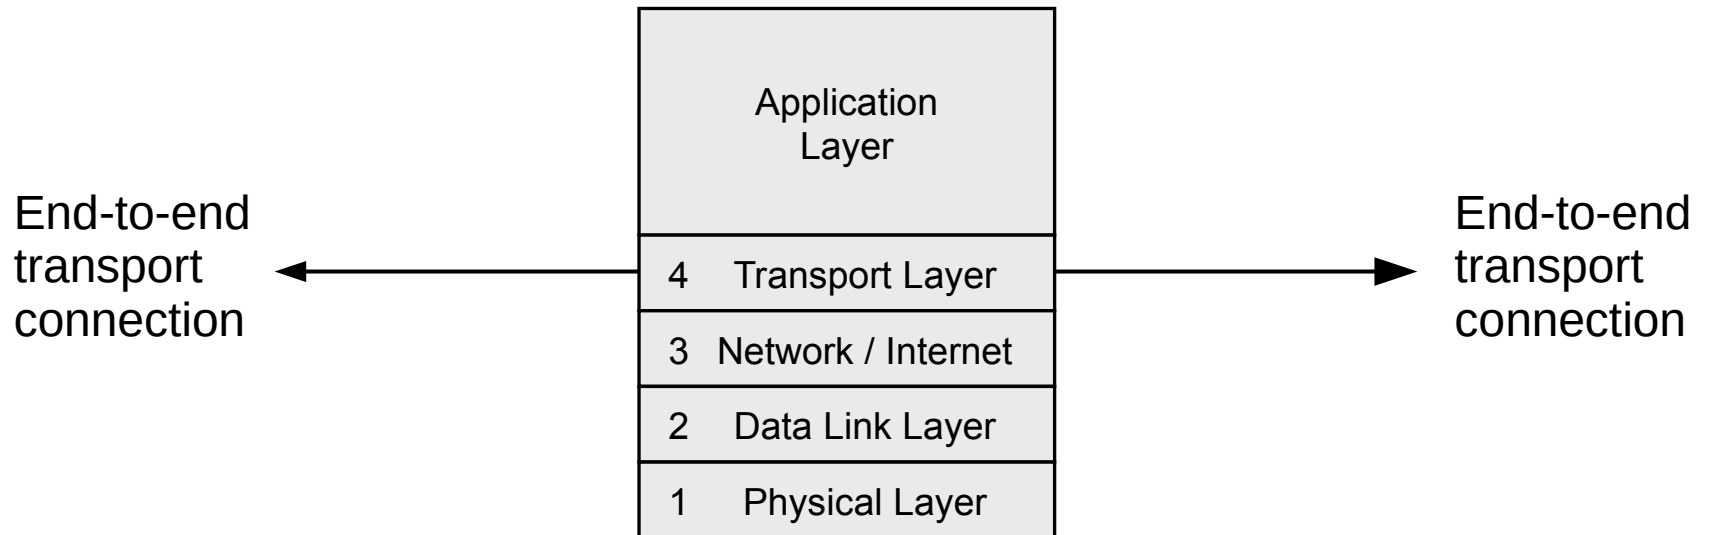 Application
Layer
End-to-end
transport
connection
4 Transport Layer
End-to-end
transport
connection
3 Network / Internet
2 Data Link Layer
1 Physical Layer